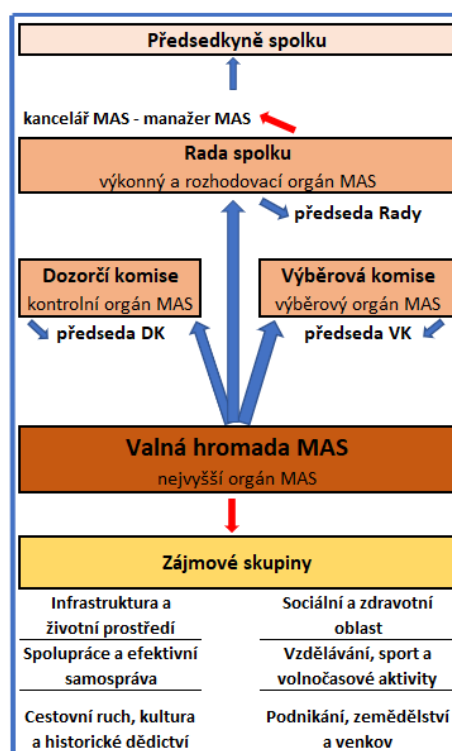 Předsedkyně spolku
kancelář MAS - manažer MAS
Rada spolku
výkonný a rozhodovací orgán MAS
předseda Rady
Dozorčí komise
kontrolní orgán MAS
předseda DK
Výběrová komise
výběrový orgán MAS
předseda VK
Valná hromada MAS
nejvyšší orgán MAS
Zájmové skupiny
Infrastruktura a
životní prostředí
Sociální a zdravotní
oblast
Spolupráce a efektivní
samospráva
Vzdělávání, sport a
volnočasové aktivity
Cestovní ruch, kultura
a historické dědictví
Podnikání, zemědělství
a venkov